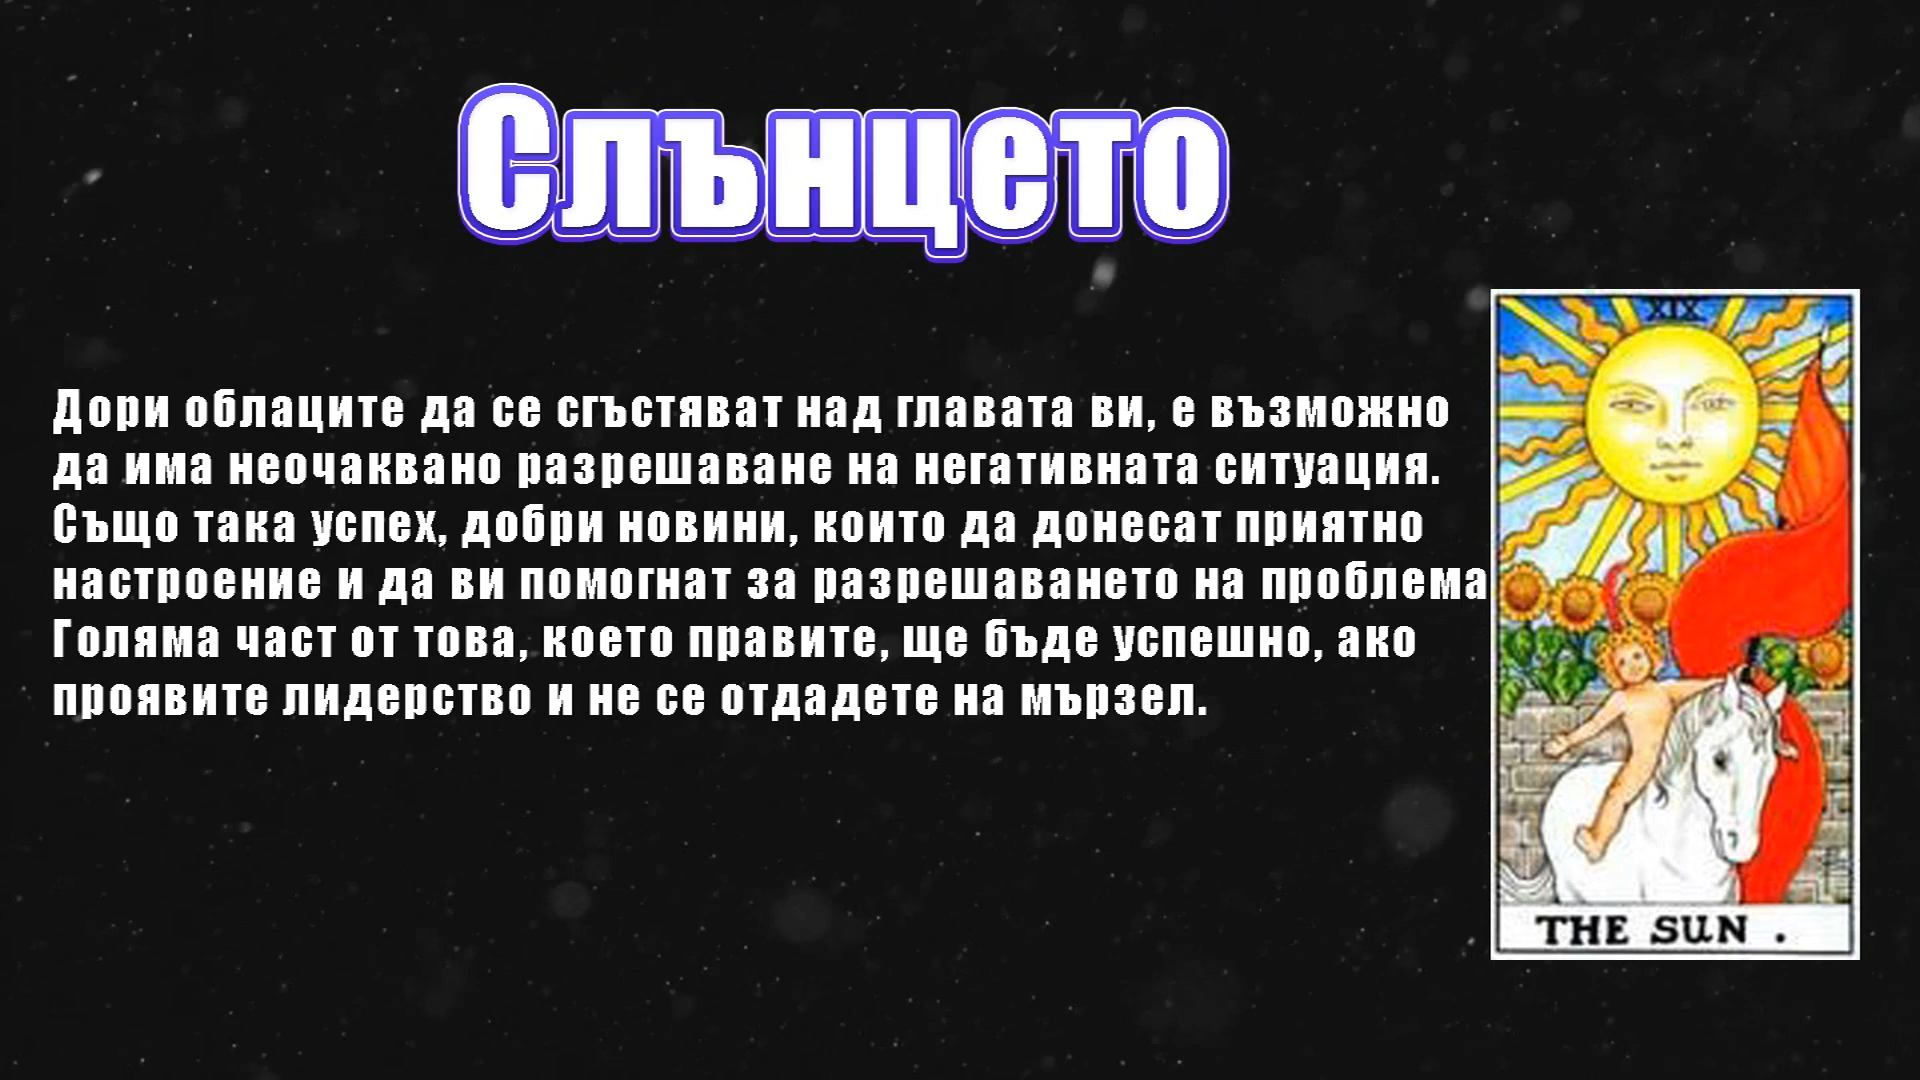 Слънцето
Дори облаците да се сгъстяват над главата ви, е възможно
да има неочаквано разрешаване на негативната ситуация.
Също така успех, добри новини, които да донесат приятно
настроение и да ви помогнат за разрешаването на проблема
Голяма част от това, което правите, ще бъде успешно, ако
проявите лидерство и не се отдадете на мързел.
XIX
THE SUN .